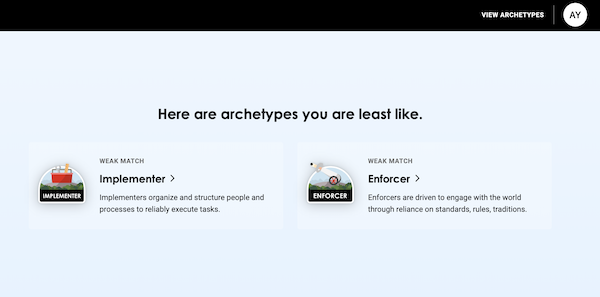 VIEW ARCHETYPES
AY
Here are archetypes you are least like.
WEAK MATCH
Implementer
Implementers organize and structure people and
processes to reliably execute tasks.
IMPLEMENTER
WEAK MATCH
Enforcer
Enforcers are driven to engage with the world
through reliance on standards, rules, traditions.
ENFORCER